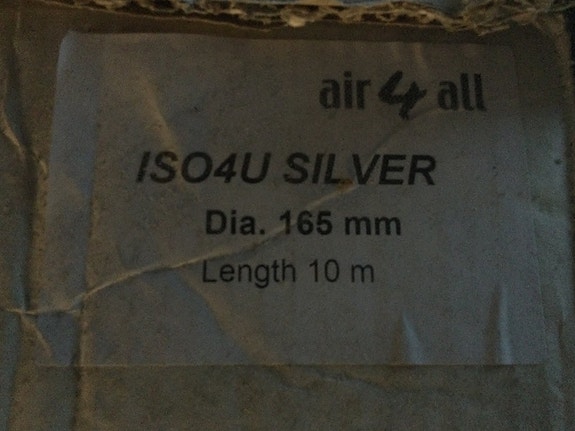 air 4 all
ISO4U SILVER
Dia. 165 mm
Length 10 m